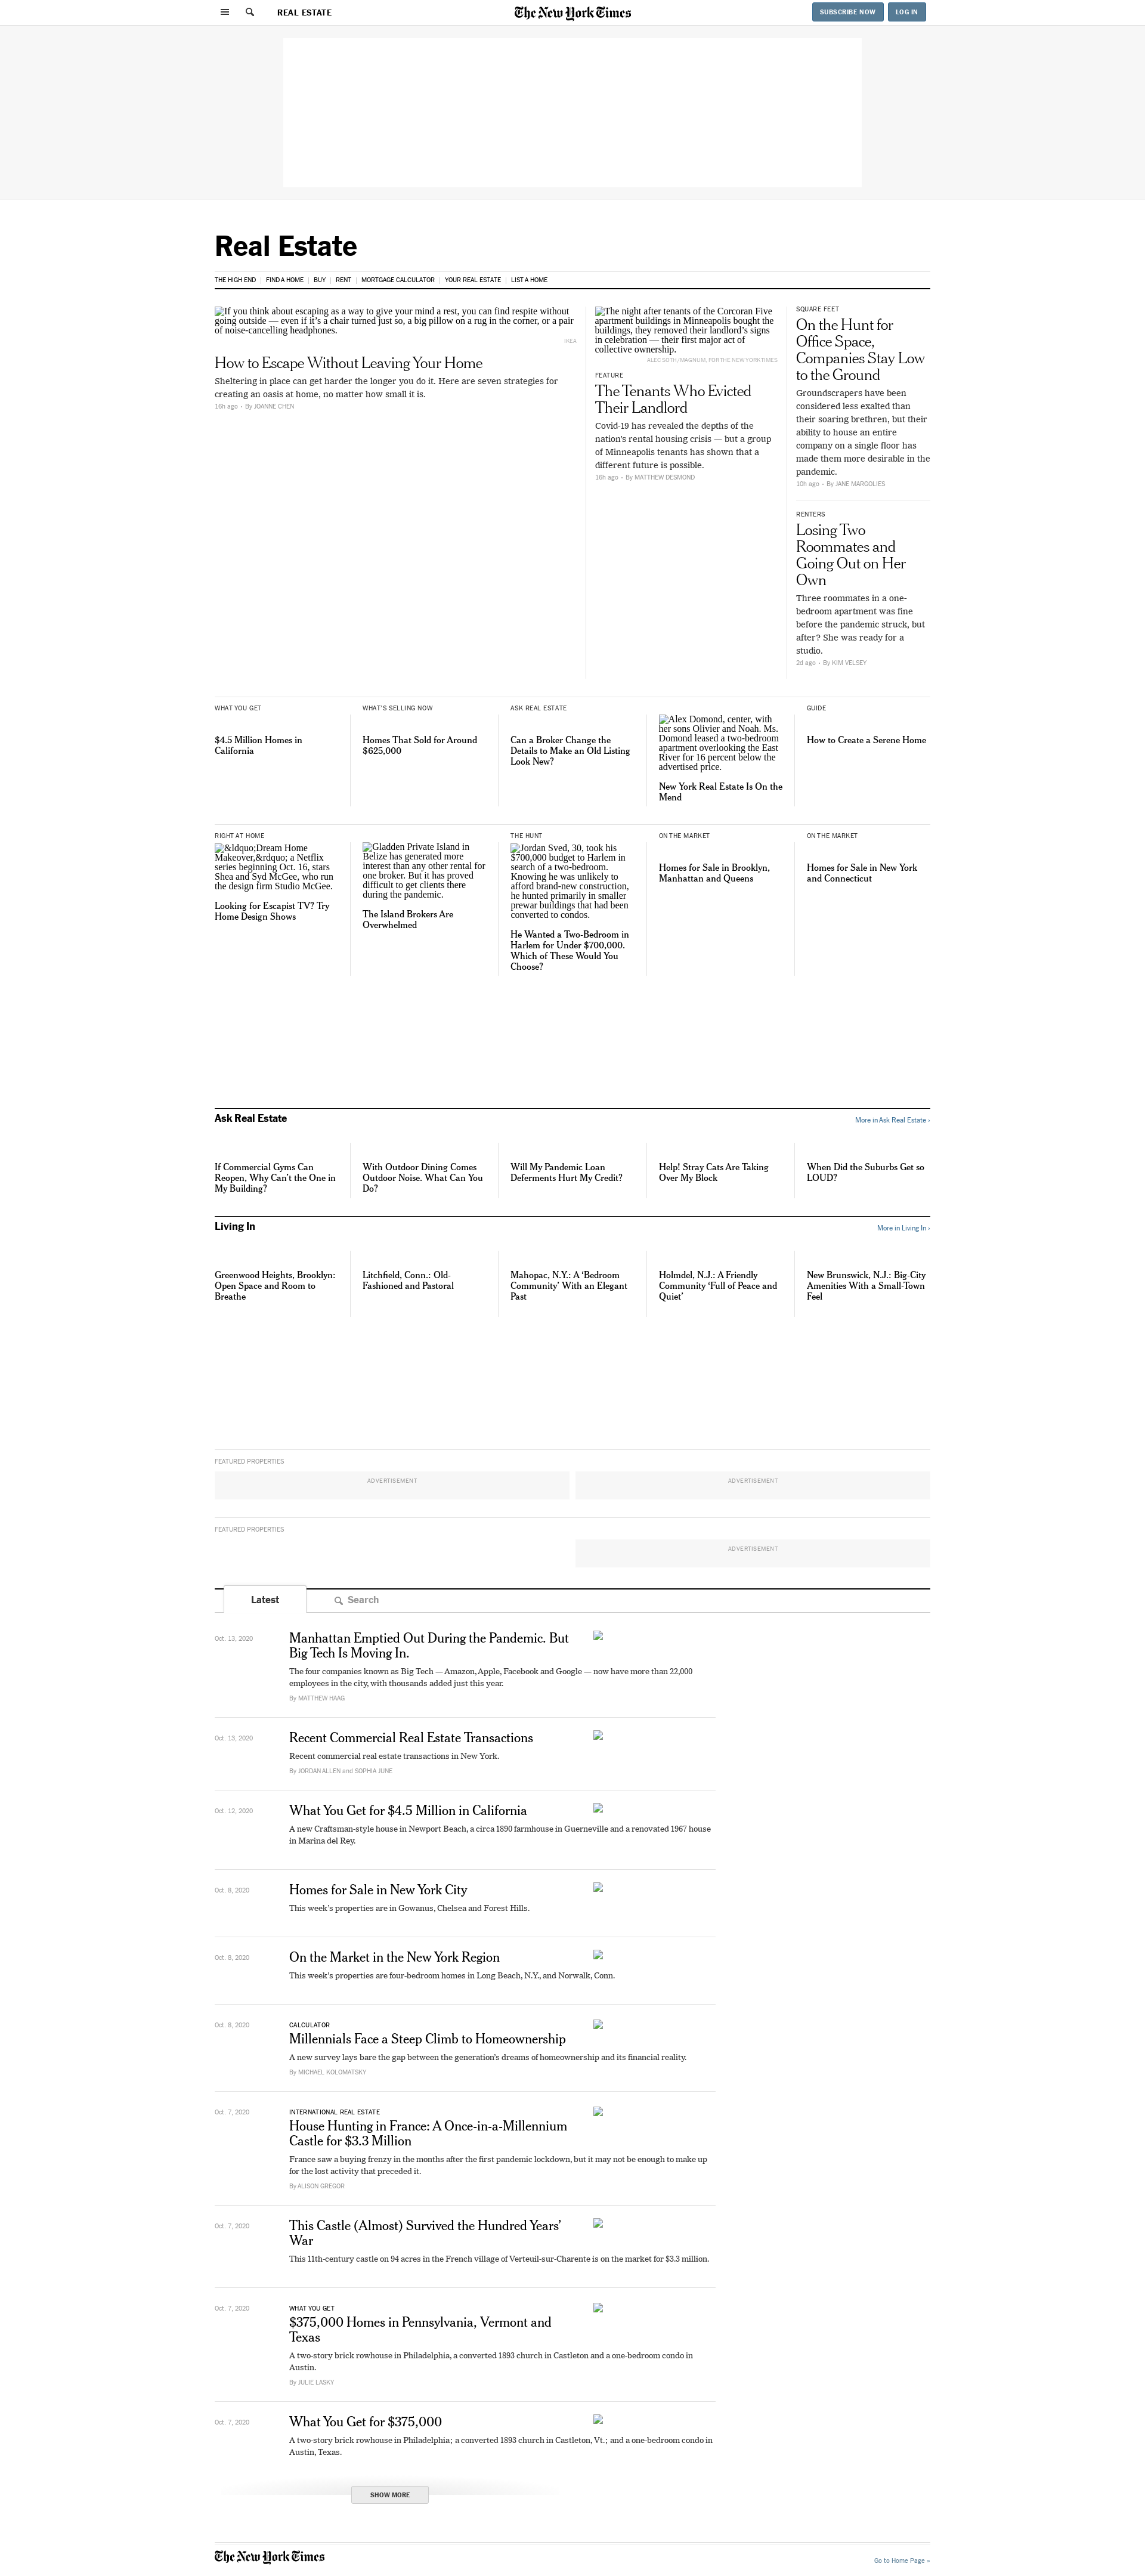 REAL ESTATE
The New York Times
SUBSCRIBE NOW
LOG IN
Real Estate
THE HIGH END
FIND A HOME
BUY
RENT
MORTGAGE CALCULATOR
YOUR REAL ESTATE
LIST A HOME
If you think about escaping as a way to give your mind a rest, you can find respite without
going outside — even if it's a chair turned just so, a big pillow on a rug in the corner, or a pair
of noise-cancelling headphones.
IKEA
How to Escape Without Leaving Your Home
Sheltering in place can get harder the longer you do it. Here are seven strategies for
creating an oasis at home, no matter how small it is.
16h ago • By JOANNE CHEN
The night after tenants of the Corcoran Five
apartment buildings in Minneapolis bought the
buildings, they removed their landlord's signs
in celebration — their first major act of
collective ownership.
ALEC SOTH/MAGNUM, FOR THE NEW YORK TIMES
FEATURE
The Tenants Who Evicted
Their Landlord
Covid-19 has revealed the depths of the
nation's rental housing crisis — but a group
of Minneapolis tenants has shown that a
different future is possible.
16h ago • By MATTHEW DESMOND
SQUARE FEET
On the Hunt for
Office Space,
Companies Stay Low
to the Ground
Groundscrapers have been
considered less exalted than
their soaring brethren, but their
ability to house an entire
company on a single floor has
made them more desirable in the
pandemic.
10h ago • By JANE MARGOLIES
RENTERS
Losing Two
Roommates and
Going Out on Her
Own
Three roommates in a one-
bedroom apartment was fine
before the pandemic struck, but
after? She was ready for a
studio.
2d ago • By KIM VELSEY
WHAT YOU GET
$4.5 Million Homes in
California
WHAT'S SELLING NOW
Homes That Sold for Around
$625,000
ASK REAL ESTATE
Can a Broker Change the
Details to Make an Old Listing
Look New?
Alex Domond, center, with
her sons Olivier and Noah. Ms.
Domond leased a two-bedroom
apartment overlooking the East
River for 16 percent below the
advertised price.
New York Real Estate Is On the
Mend
GUIDE
How to Create a Serene Home
RIGHT AT HOME
&ldquo;Dream Home
Makeover,&rdquo; a Netflix
series beginning Oct. 16, stars
Shea and Syd McGee, who run
the design firm Studio McGee.
Looking for Escapist TV? Try
Home Design Shows
Gladden Private Island in
Belize has generated more
interest than any other rental for
one broker. But it has proved
difficult to get clients there
during the pandemic.
The Island Brokers Are
Overwhelmed
THE HUNT
Jordan Sved, 30, took his
$700,000 budget to Harlem in
search of a two-bedroom.
Knowing he was unlikely to
afford brand-new construction,
he hunted primarily in smaller
prewar buildings that had been
converted to condos.
He Wanted a Two-Bedroom in
Harlem for Under $700,000.
Which of These Would You
Choose?
ON THE MARKET
Homes for Sale in Brooklyn,
Manhattan and Queens
ON THE MARKET
Homes for Sale in New York
and Connecticut
Ask Real Estate
More in Ask Real Estate ›
If Commercial Gyms Can
Reopen, Why Can't the One in
My Building?
With Outdoor Dining Comes
Outdoor Noise. What Can You
Do?
Will My Pandemic Loan
Deferments Hurt My Credit?
Help! Stray Cats Are Taking
Over My Block
When Did the Suburbs Get so
LOUD?
Living In
More in Living In ›
Greenwood Heights, Brooklyn:
Open Space and Room to
Breathe
Litchfield, Conn.: Old-
Fashioned and Pastoral
Mahopac, N.Y.: A ‘Bedroom
Community’ With an Elegant
Past
Holmdel, N.J.: A Friendly
Community ‘Full of Peace and
Quiet’
New Brunswick, N.J.: Big-City
Amenities With a Small-Town
Feel
FEATURED PROPERTIES
ADVERTISEMENT
ADVERTISEMENT
FEATURED PROPERTIES
ADVERTISEMENT
Latest
Search
Oct. 13, 2020
Manhattan Emptied Out During the Pandemic. But
Big Tech Is Moving In.
The four companies known as Big Tech — Amazon, Apple, Facebook and Google — now have more than 22,000
employees in the city, with thousands added just this year.
By MATTHEW HAAG
Oct. 13, 2020
Recent Commercial Real Estate Transactions
Recent commercial real estate transactions in New York.
By JORDAN ALLEN and SOPHIA JUNE
Oct. 12, 2020
What You Get for $4.5 Million in California
A new Craftsman-style house in Newport Beach, a circa 1890 farmhouse in Guerneville and a renovated 1967 house
in Marina del Rey.
Oct. 8, 2020
Homes for Sale in New York City
This week's properties are in Gowanus, Chelsea and Forest Hills.
Oct. 8, 2020
On the Market in the New York Region
This week's properties are four-bedroom homes in Long Beach, N.Y., and Norwalk, Conn.
Oct. 8, 2020
CALCULATOR
Millennials Face a Steep Climb to Homeownership
A new survey lays bare the gap between the generation's dreams of homeownership and its financial reality.
By MICHAEL KOLOMATSKY
Oct. 7, 2020
INTERNATIONAL REAL ESTATE
House Hunting in France: A Once-in-a-Millennium
Castle for $3.3 Million
France saw a buying frenzy in the months after the first pandemic lockdown, but it may not be enough to make up
for the lost activity that preceded it.
By ALISON GREGOR
Oct. 7, 2020
This Castle (Almost) Survived the Hundred Years’
War
This 11th-century castle on 94 acres in the French village of Verteuil-sur-Charente is on the market for $3.3 million.
Oct. 7, 2020
WHAT YOU GET
$375,000 Homes in Pennsylvania, Vermont and
Texas
A two-story brick rowhouse in Philadelphia, a converted 1893 church in Castleton and a one-bedroom condo in
Austin.
By JULIE LASKY
Oct. 7, 2020
What You Get for $375,000
A two-story brick rowhouse in Philadelphia; a converted 1893 church in Castleton, Vt.; and a one-bedroom condo in
Austin, Texas.
SHOW MORE
The New York Times
Go to Home Page »